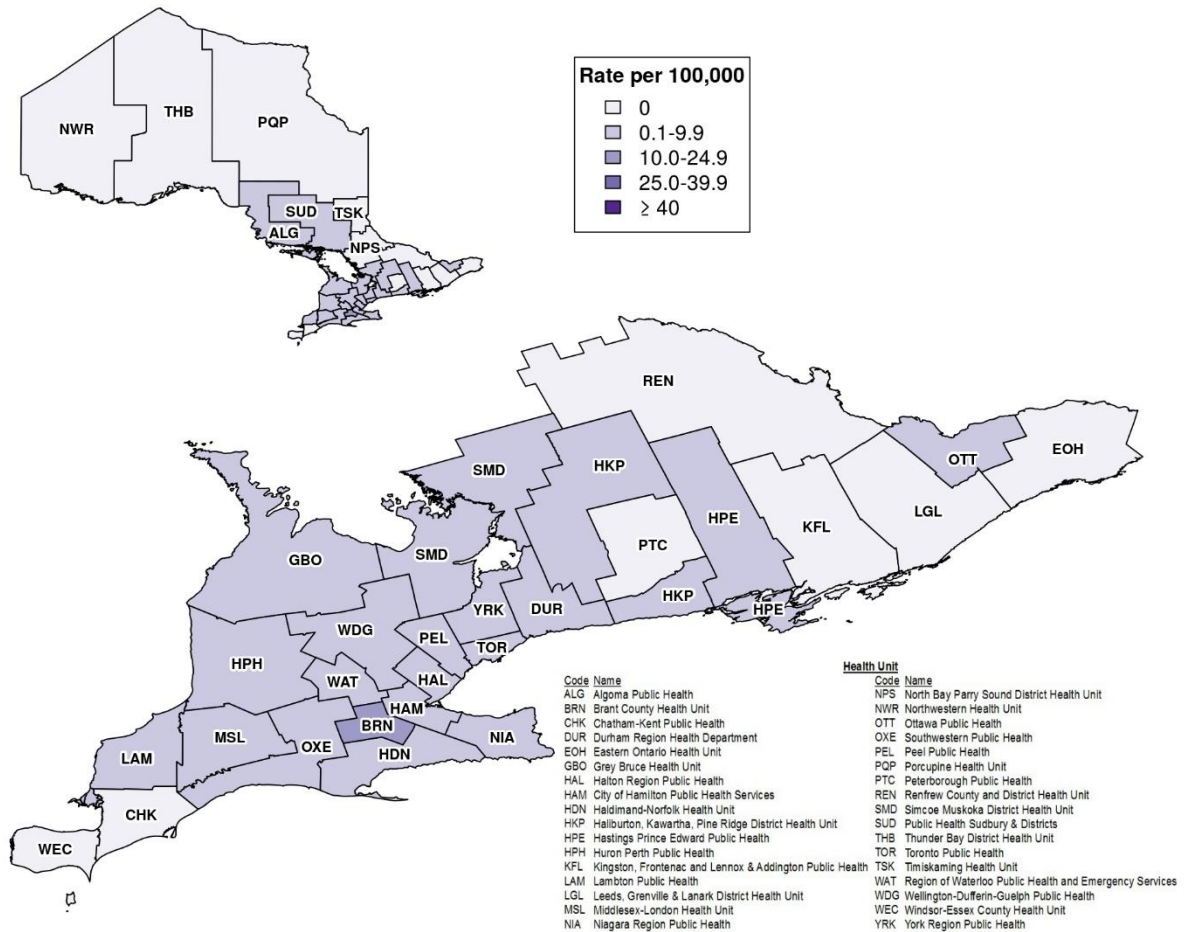 Rate per 100,000
0
0.1-9.9
10.0-24.9
25.0-39.9
≥ 40
THB
NWR
PQP
SUD
TSK
ALG
NPS
REN
SMD
HKP
OTT
EOH
HPE
LGL
KFL
PTC
SMD
GBO
HKP
YRK
DUR
HPE
WDG
PEL
TOR
HPH
WAT
HAL
HAM
BRN
MSL
OXE
NIA
HDN
LAM
CHK
WEC
Health Unit
Code Name
ALG Algoma Public Health
BRN Brant County Health Unit
CHK Chatham-Kent Public Health
DUR Durham Region Health Department
EOH Eastern Ontario Health Unit
GBO Grey Bruce Health Unit
HAL Halton Region Public Health
HAM City of Hamilton Public Health Services
HDN Haldimand-Norfolk Health Unit
HKP Haliburton, Kawartha, Pine Ridge District Health Unit
HPE Hastings Prince Edward Public Health
HPH Huron Perth Public Health
KFL Kingston, Frontenac and Lennox & Addington Public Health
LAM Lambton Public Health
LGL Leeds, Grenville & Lanark District Health Unit
MSL Middlesex-London Health Unit
NIA Niagara Region Public Health
Code Name
NPS North Bay Parry Sound District Health Unit
NWR Northwestern Health Unit
OTT Ottawa Public Health
OXE Southwestern Public Health
PEL Peel Public Health
PQP Porcupine Health Unit
PTC Peterborough Public Health
REN Renfrew County and District Health Unit
SMD Simcoe Muskoka District Health Unit
SUD Public Health Sudbury & Districts
THB Thunder Bay District Health Unit
TOR Toronto Public Health
TSK Timiskaming Health Unit
WAT Region of Waterloo Public Health and Emergency Services
WDG Wellington-Dufferin-Guelph Public Health
WEC Windsor-Essex County Health Unit
YRK York Region Public Health